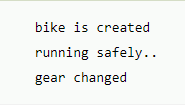 bike is created
running safely..
gear changed